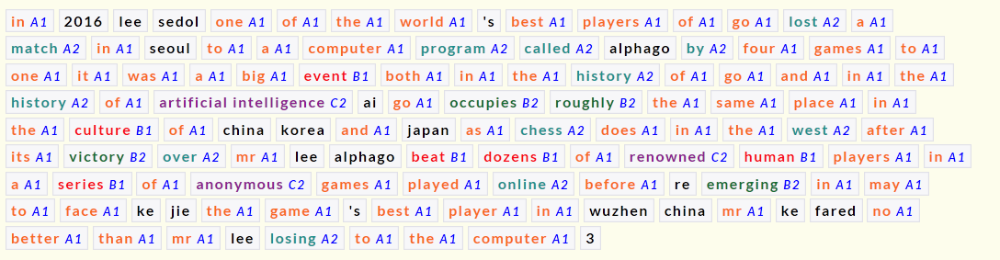 in A1 2016 lee sedol one A1 of A1 the A1 world A1 's best A1 players A1 of A1 go A1 lost A2 a A1
match A2 in A1 seoul to A1 a A1 computer A1 program A2 called A2 alphago by A2 four A1 games A1 to A1
one A1 it A1 was A1 a A1 big A1 event B1 both A1 in A1 the A1 history A2 of A1 go A1 and A1 in A1 the A1
history A2 of A1 artificial intelligence C2 ai go A1 occupies B2 roughly B2 the A1 same A1 place A1 in A1
the A1 culture B1 of A1 china korea and A1 japan as A1 chess A2 does A1 in A1 the A1 west A2 after A1
its A1 victory B2 over A2 mr A1 lee alphago beat B1 dozens B1 of A1 renowned C2 human B1 players A1 in A1
a A1 series B1 of A1 anonymous C2 games A1 played A1 online A2 before A1 re emerging B2 in A1 may A1
to A1 face A1 ke jie the A1 game A1 's best A1 player A1 in A1 wuzhen china mr A1 ke fared no A1
better A1 than A1 mr A1 lee losing A2 to A1 the A1 computer A1 3